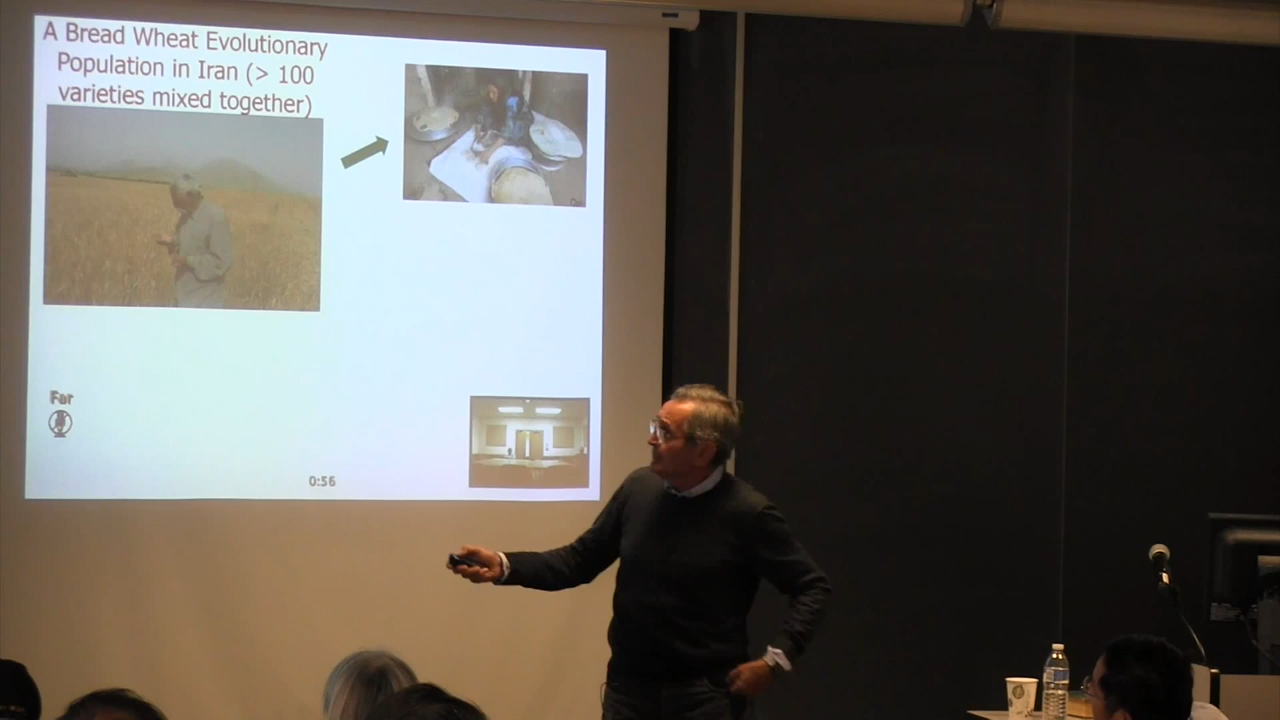 A Bread Wheat Evolutionary
Population in Iran (> 100
varieties mixed together)
Far
0:56